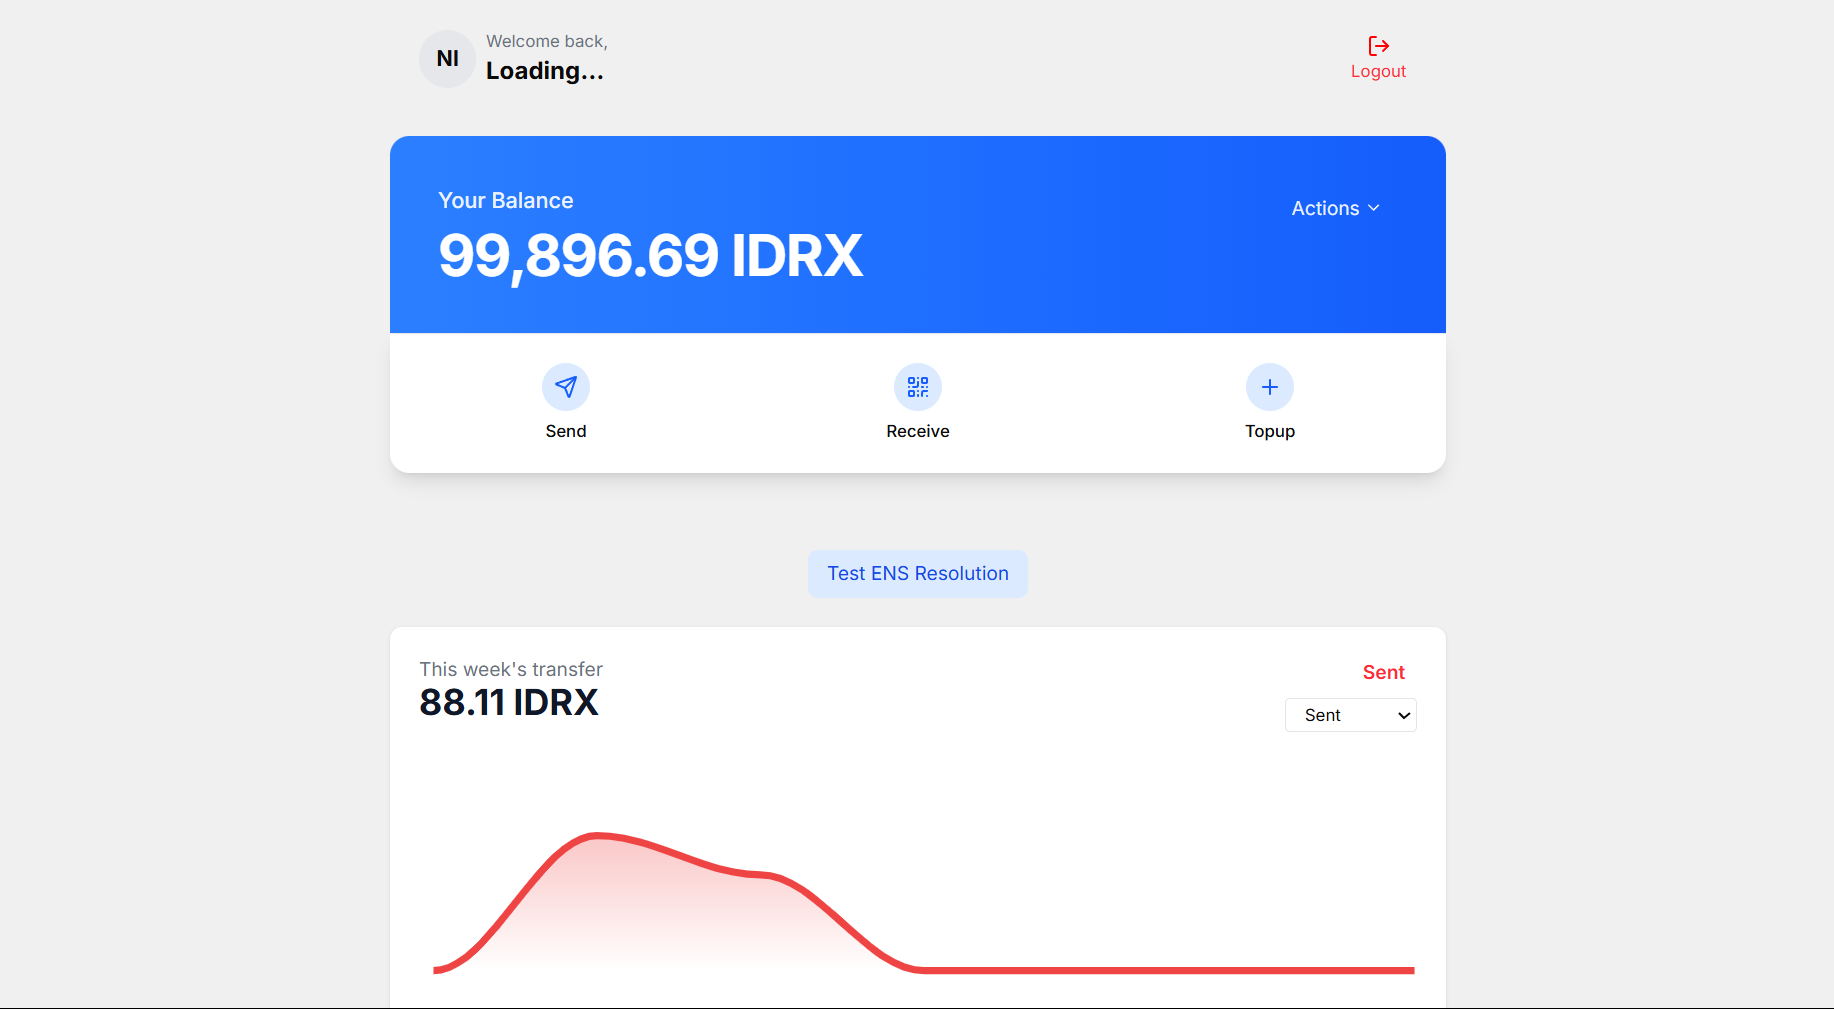 NI
Welcome back,
Loading...
Logout
Your Balance
99,896.69 IDRX
Actions
Send
Receive
Topup
Test ENS Resolution
This week's transfer
88.11 IDRX
Sent
Sent